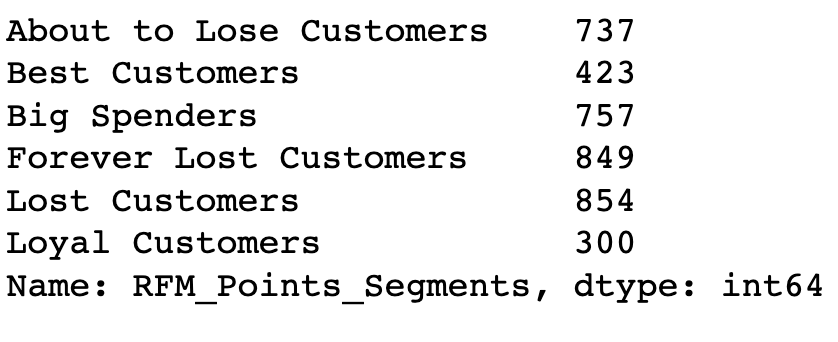 About to Lose Customers    737
Best Customers             423
Big Spenders               757
Forever Lost Customers     849
Lost Customers             854
Loyal Customers            300
Name: RFM_Points_Segments, dtype: int64